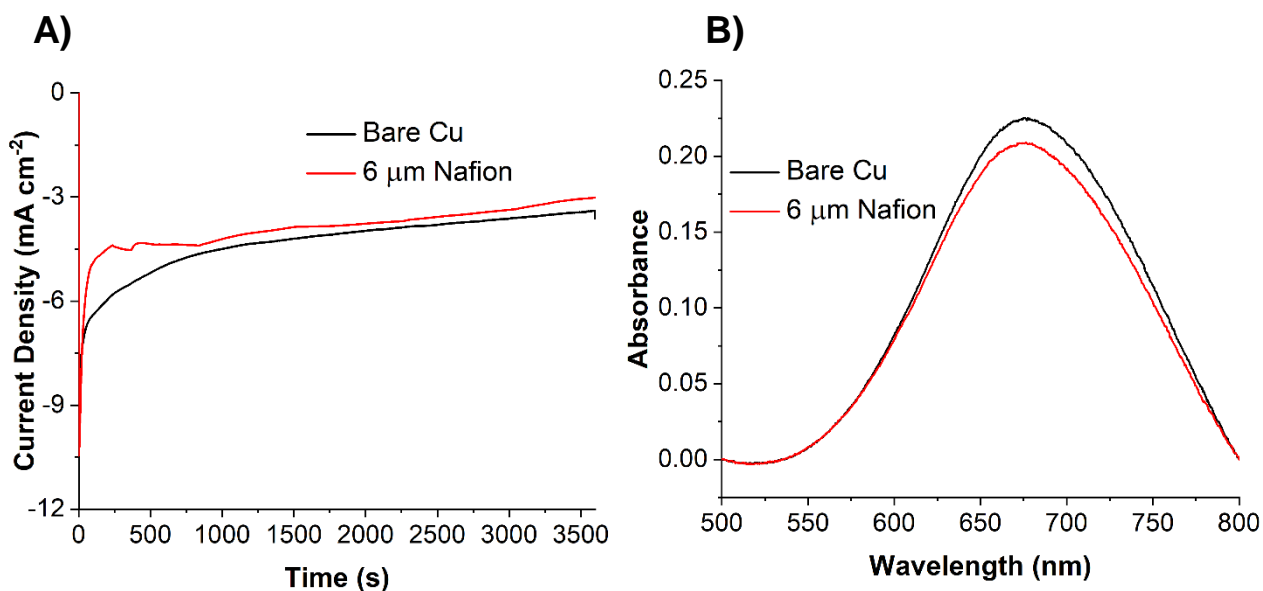 A)
0
-3
-6
-9
-12
Current Density (mA cm⁻²)
Bare Cu
6 μm Nafion
0 500 1000 1500 2000 2500 3000 3500
Time (s)
B)
0.25
0.20
0.15
0.10
0.05
0.00
Absorbance
Bare Cu
6 μm Nafion
500 550 600 650 700 750 800
Wavelength (nm)